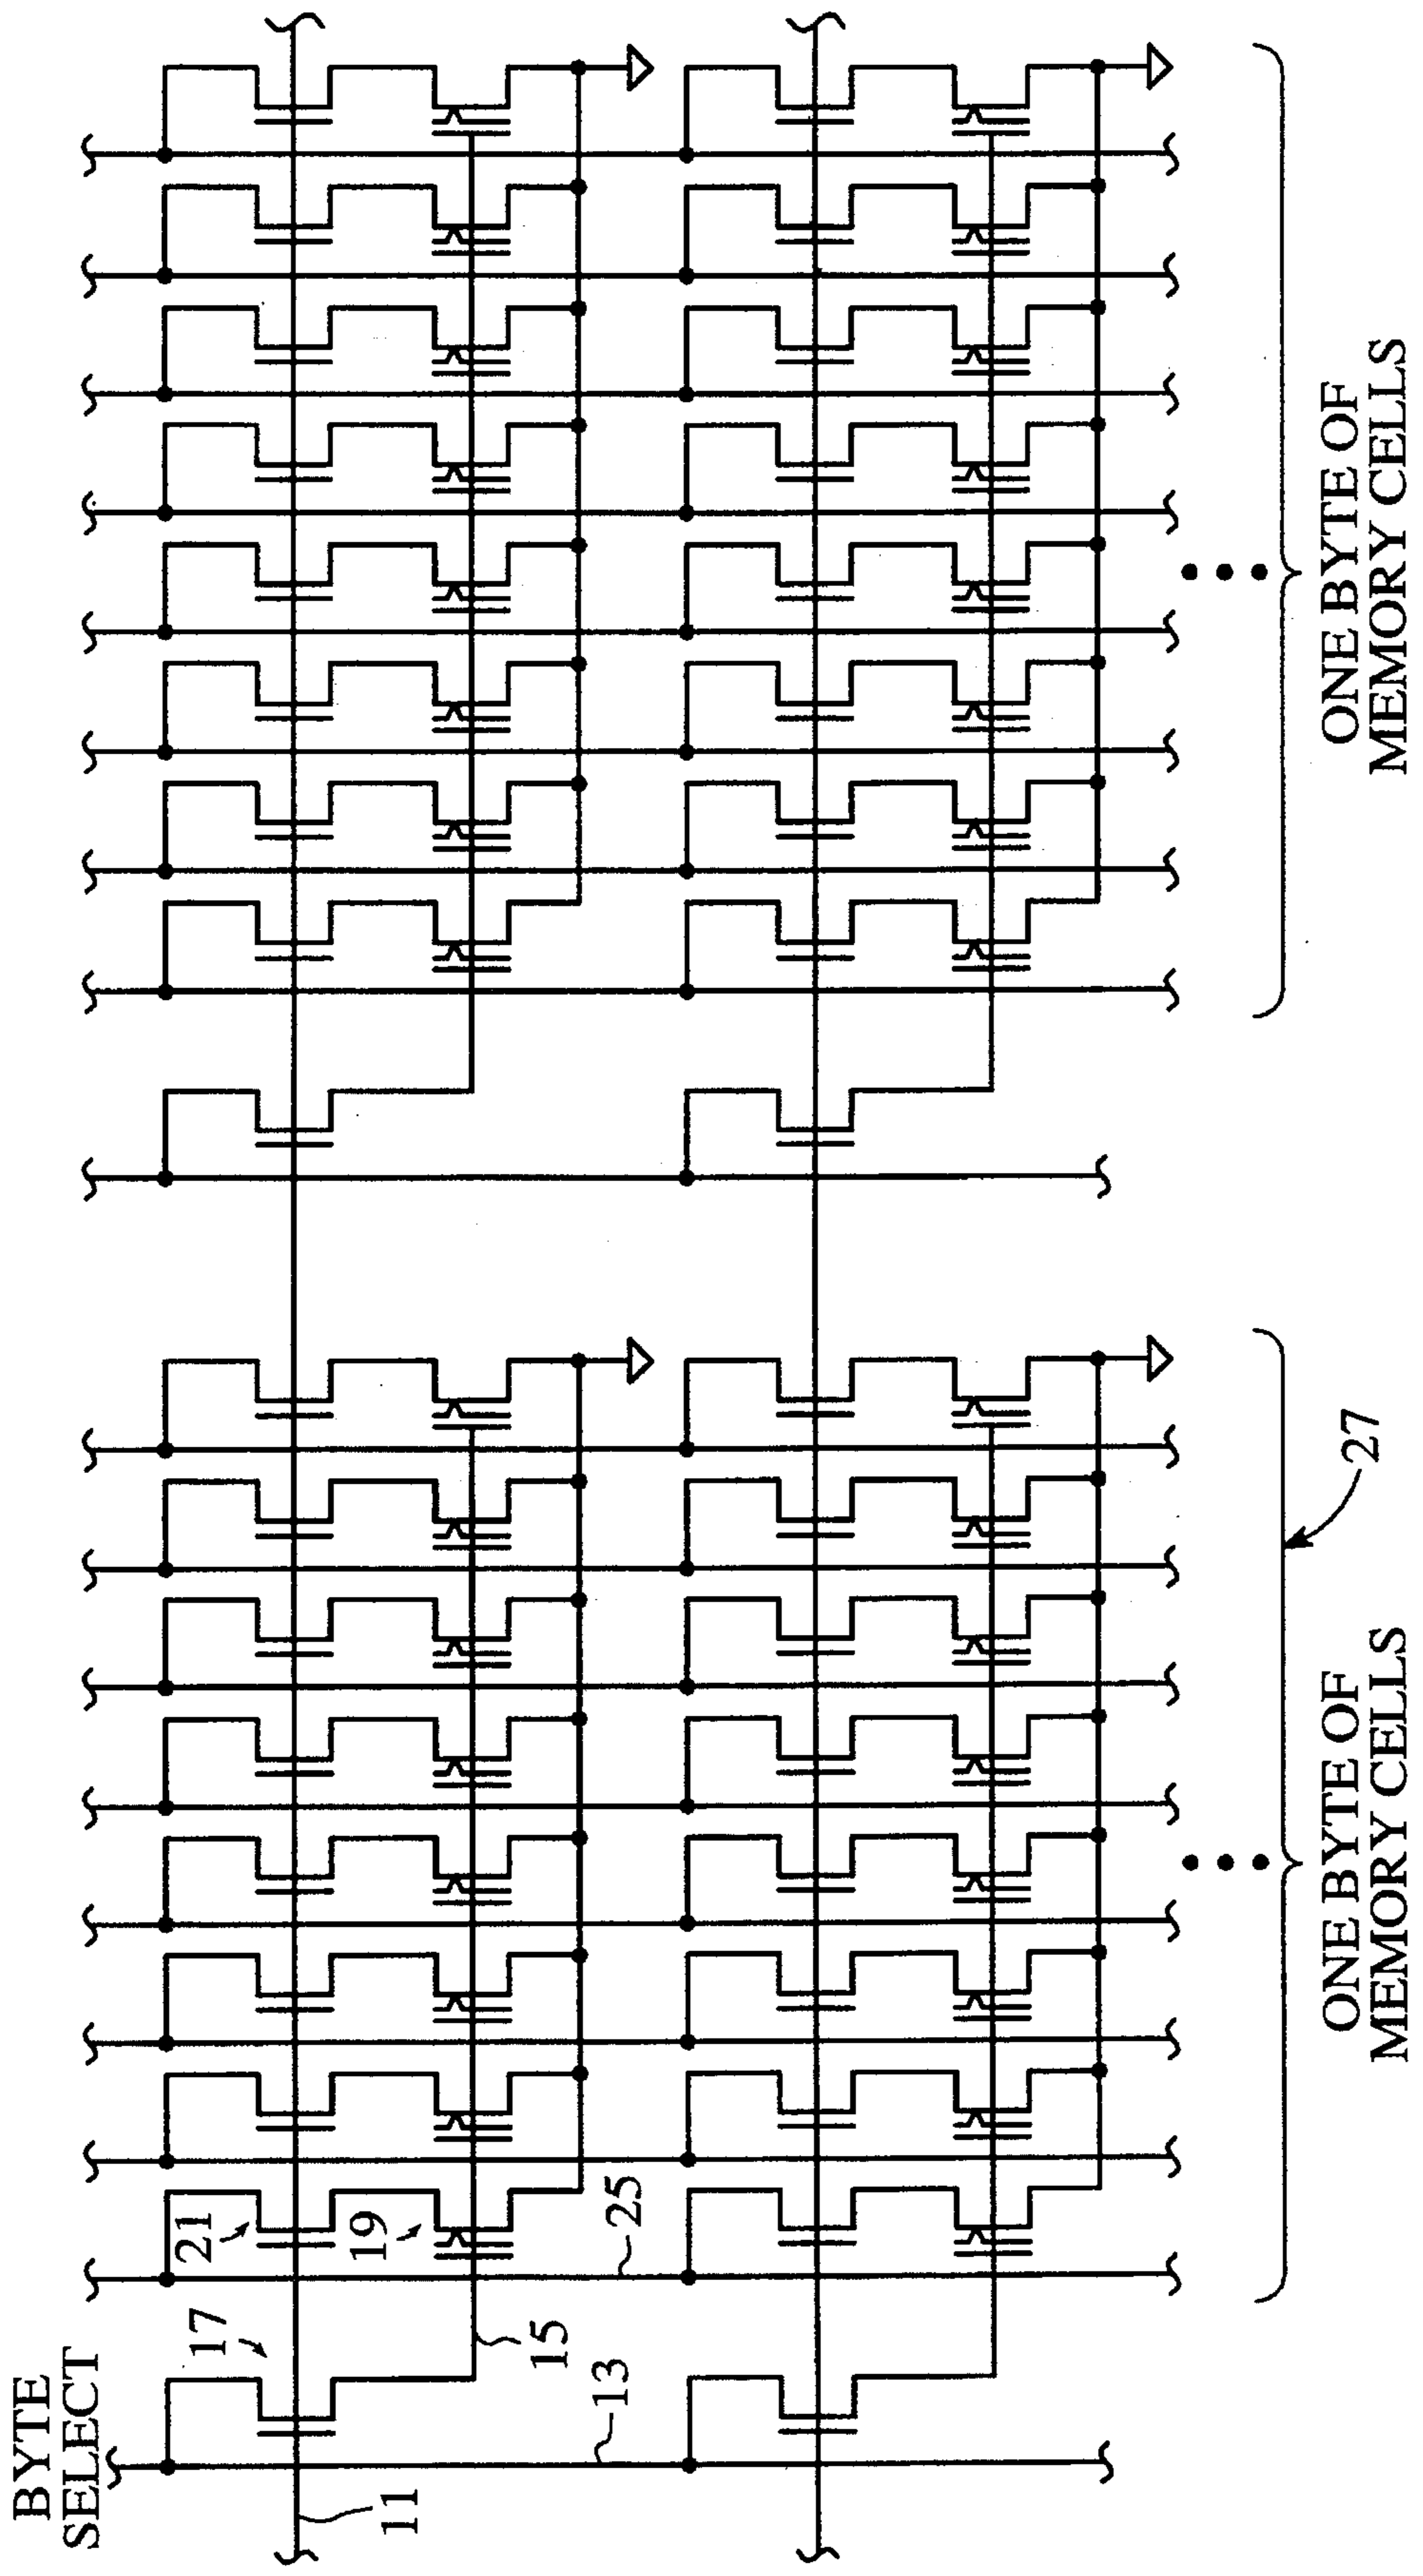 BYTE
SELECT
11
13
17
15
21
19
25
27
ONE BYTE OF
MEMORY CELLS
ONE BYTE OF
MEMORY CELLS